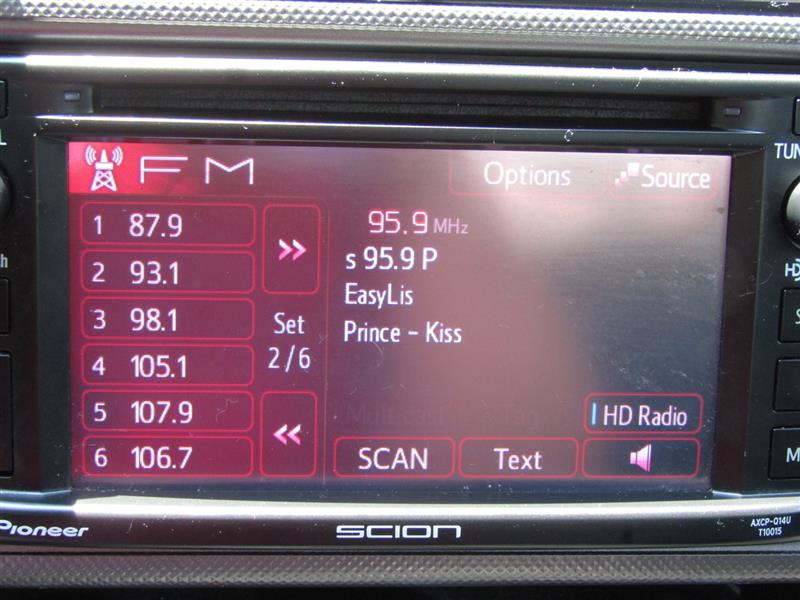 FM
Options
Source
TUN
L
1 87.9
2 93.1
3 98.1
4 105.1
5 107.9
6 106.7
>>
Set
2/6
<<
95.9 MHz
s 95.9 P
EasyLis
Prince - Kiss
HD Radio
SCAN
Text
h
HD
S
M
Pioneer
SCION
AXCP-Q14U
T10015